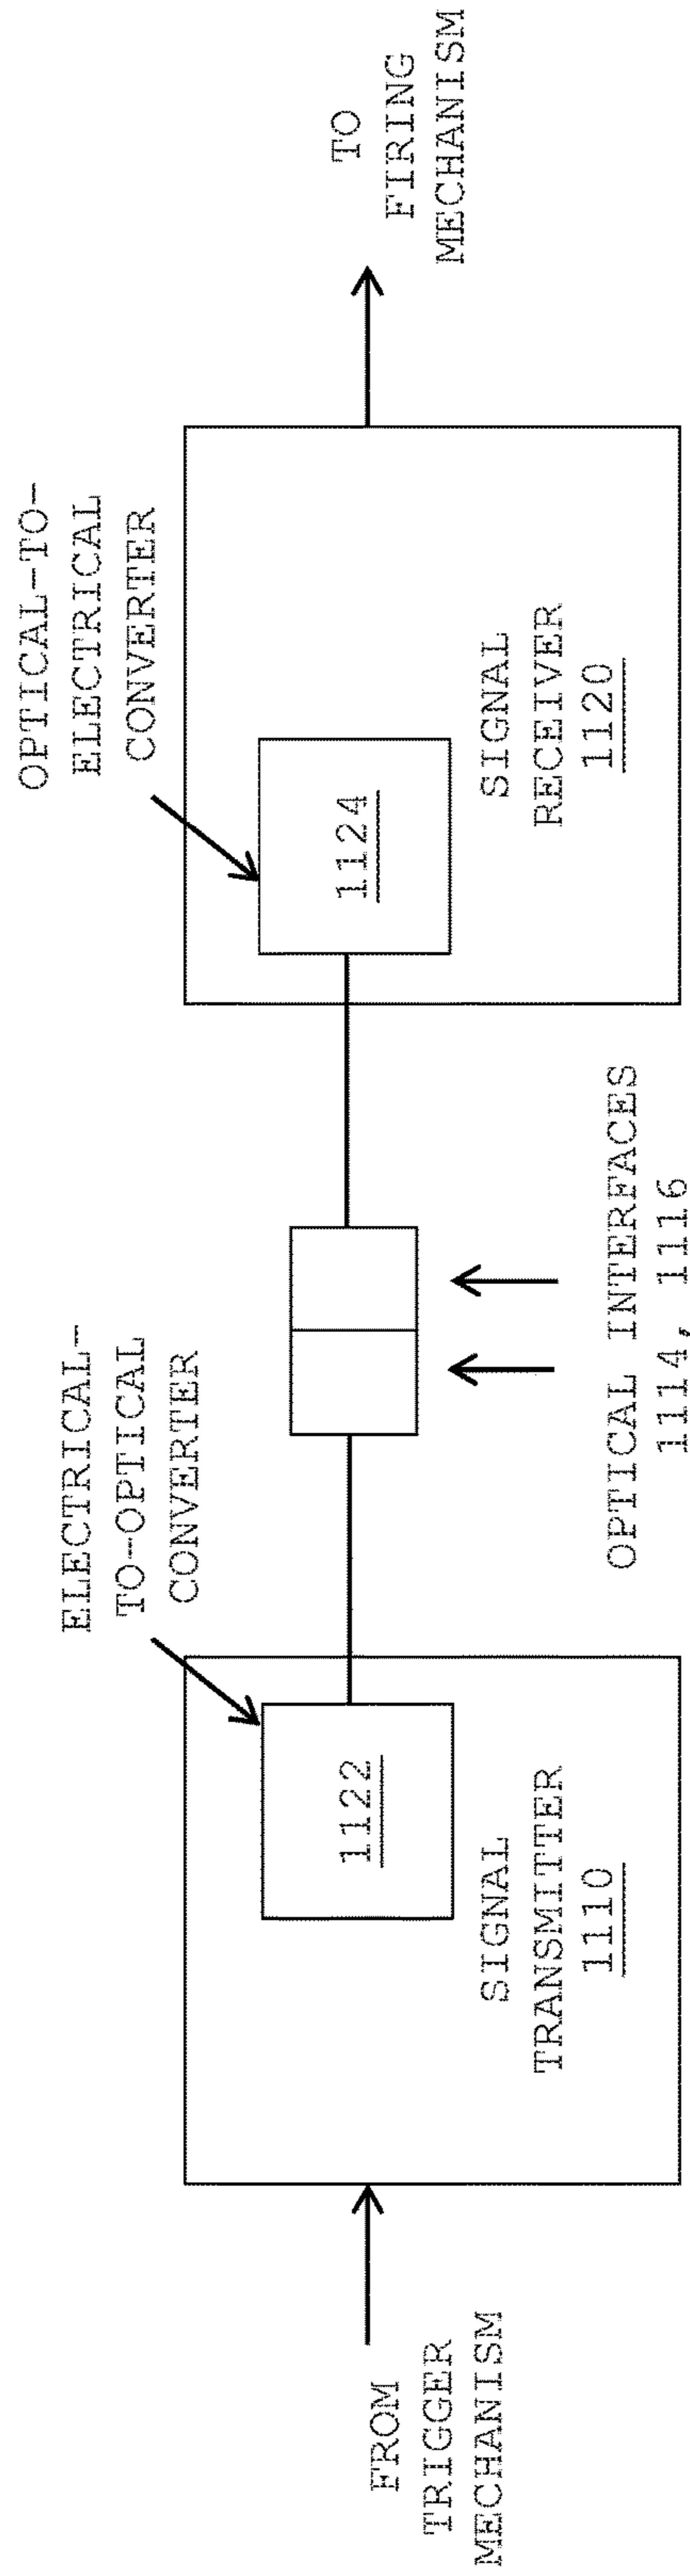 FROM
TRIGGER
MECHANISM
ELECTRICAL-
TO-OPTICAL
CONVERTER
1122
SIGNAL
TRANSMITTER
1110
OPTICAL INTERFACES
1114, 1116
OPTICAL-TO-
ELECTRICAL
CONVERTER
1124
SIGNAL
RECEIVER
1120
TO
FIRING
MECHANISM